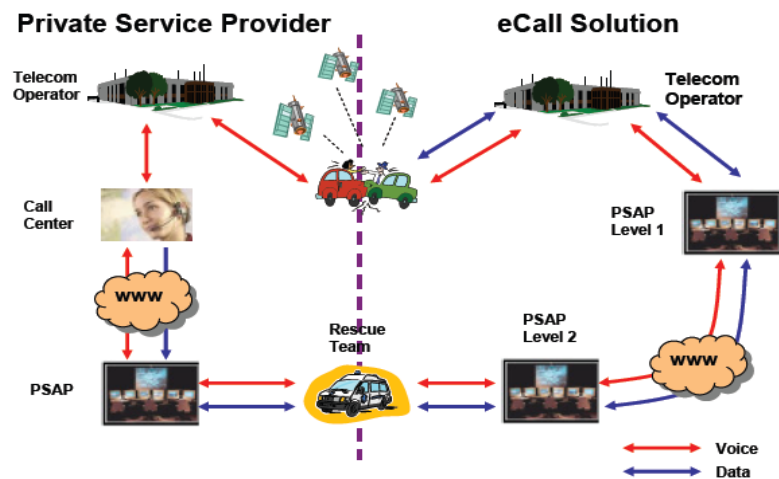 Private Service Provider
eCall Solution
Telecom
Operator
Telecom
Operator
Call
Center
PSAP
Level 1
www
Rescue
Team
PSAP
Level 2
www
PSAP
Voice
Data